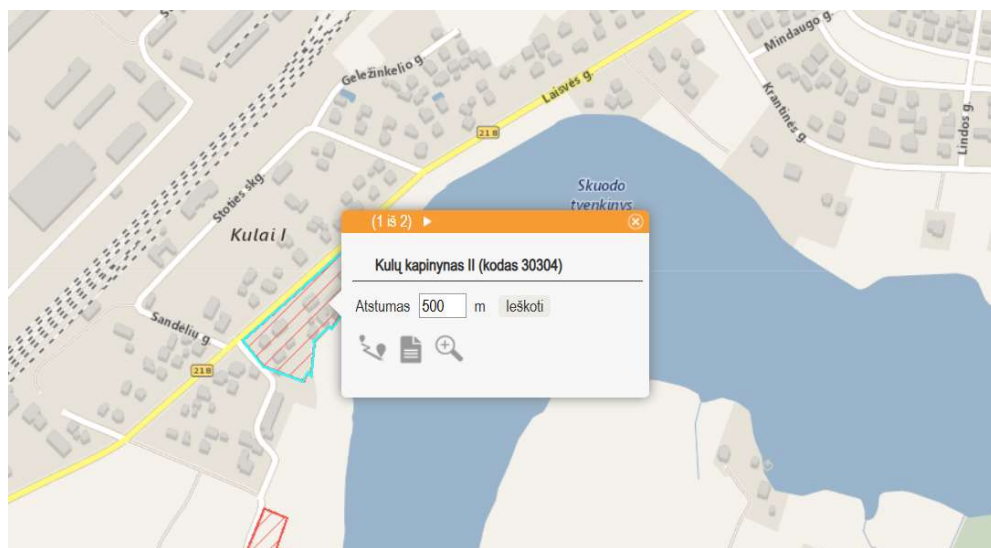 Mindaugo g.
Geležinkelio g.
Laisvės g.
Krantinės g.
Lindos g.
218
Skuodo
tvenkinys
Stoties skg.
Kulai I
(1 iš 2)
Kulų kapinynas II (kodas 30304)
Atstumas 500 m Ieškoti
Sandėlių g.
218